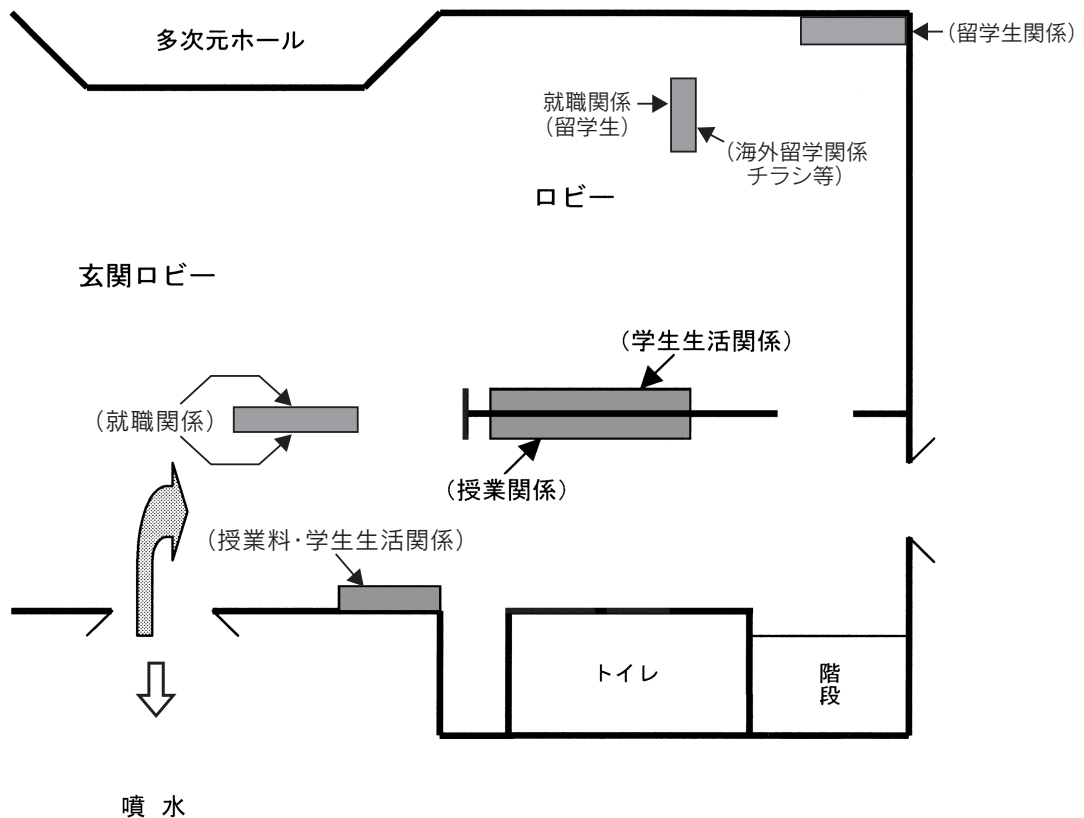 多次元ホール
(留学生関係)
就職関係
(留学生)
(海外留学関係
チラシ等)
ロビー
玄関ロビー
(学生生活関係)
(就職関係)
(授業関係)
(授業料・学生生活関係)
トイレ
階段
噴水